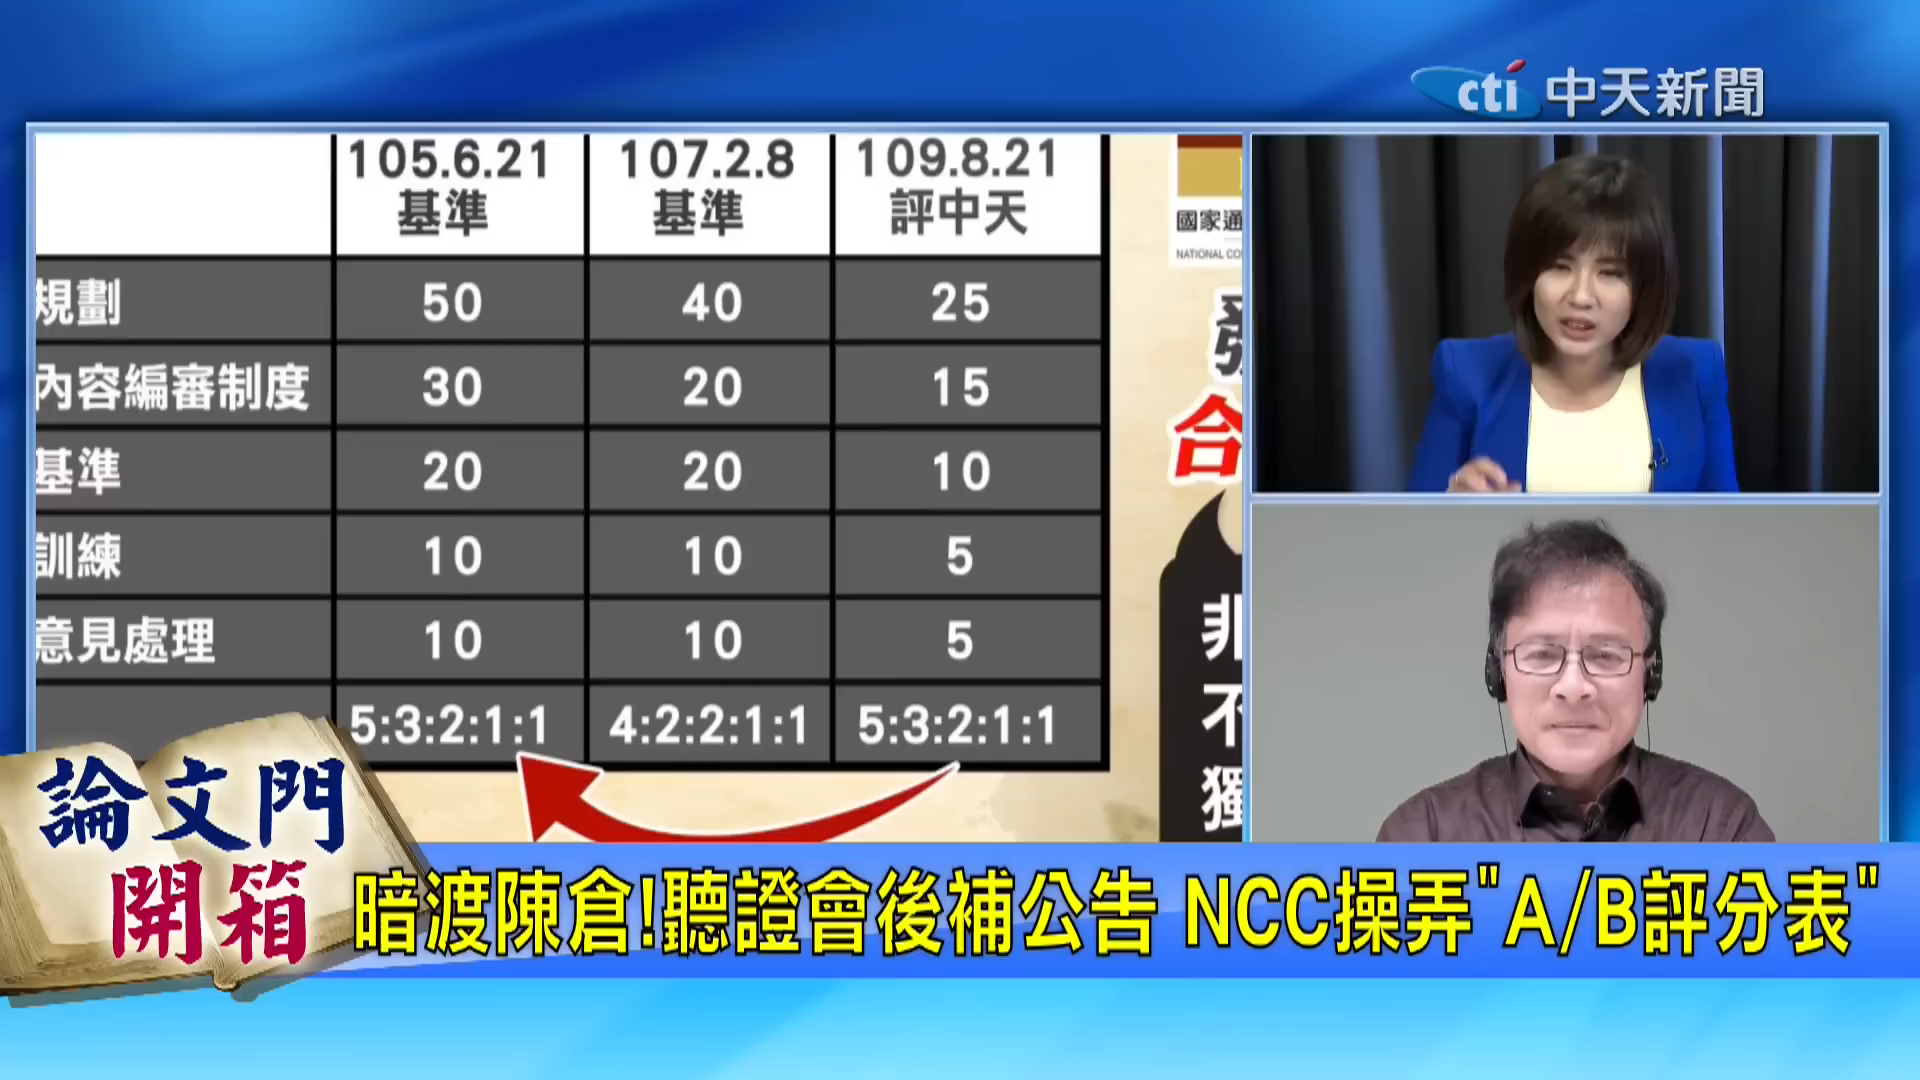 cti 中天新聞
105.6.21 107.2.8 109.8.21
基準 基準 評中天
規劃 50 40 25
內容編審制度 30 20 15
基準 20 20 10
訓練 10 10 5
意見處理 10 10 5
5:3:2:1:1 4:2:2:1:1 5:3:2:1:1
國家通
NATIONAL CO
合
非
不
獨
論文門
開箱
暗渡陳倉!聽證會後補公告 NCC操弄"A/B評分表"